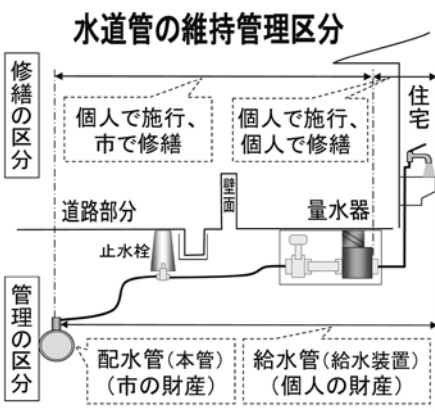 水道管の維持管理区分
修繕の区分
個人で施行、
市で修繕
個人で施行、
個人で修繕
住宅
道路部分
壁面
量水器
止水栓
管理の区分
配水管(本管)
(市の財産)
給水管(給水装置)
(個人の財産)